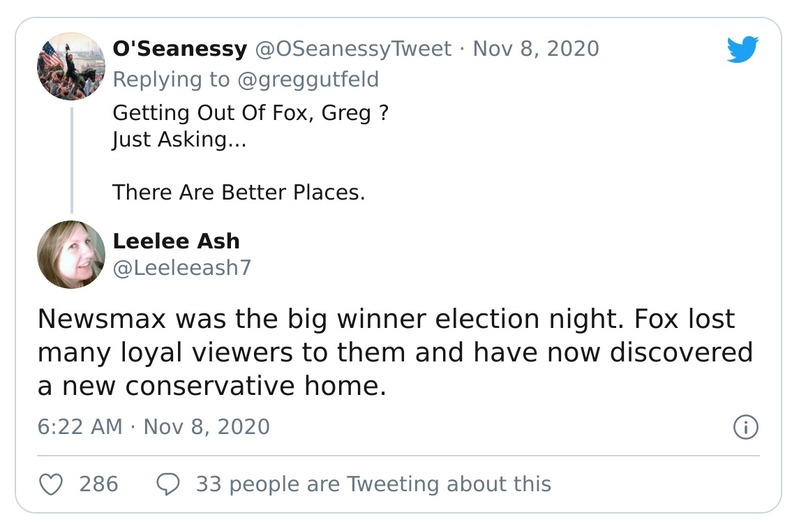 O'Seanessy @OSeanessyTweet · Nov 8, 2020
Replying to @greggutfeld
Getting Out Of Fox, Greg ?
Just Asking...
There Are Better Places.
Leelee Ash
@Leeleeash7
Newsmax was the big winner election night. Fox lost
many loyal viewers to them and have now discovered
a new conservative home.
6:22 AM · Nov 8, 2020
286 33 people are Tweeting about this